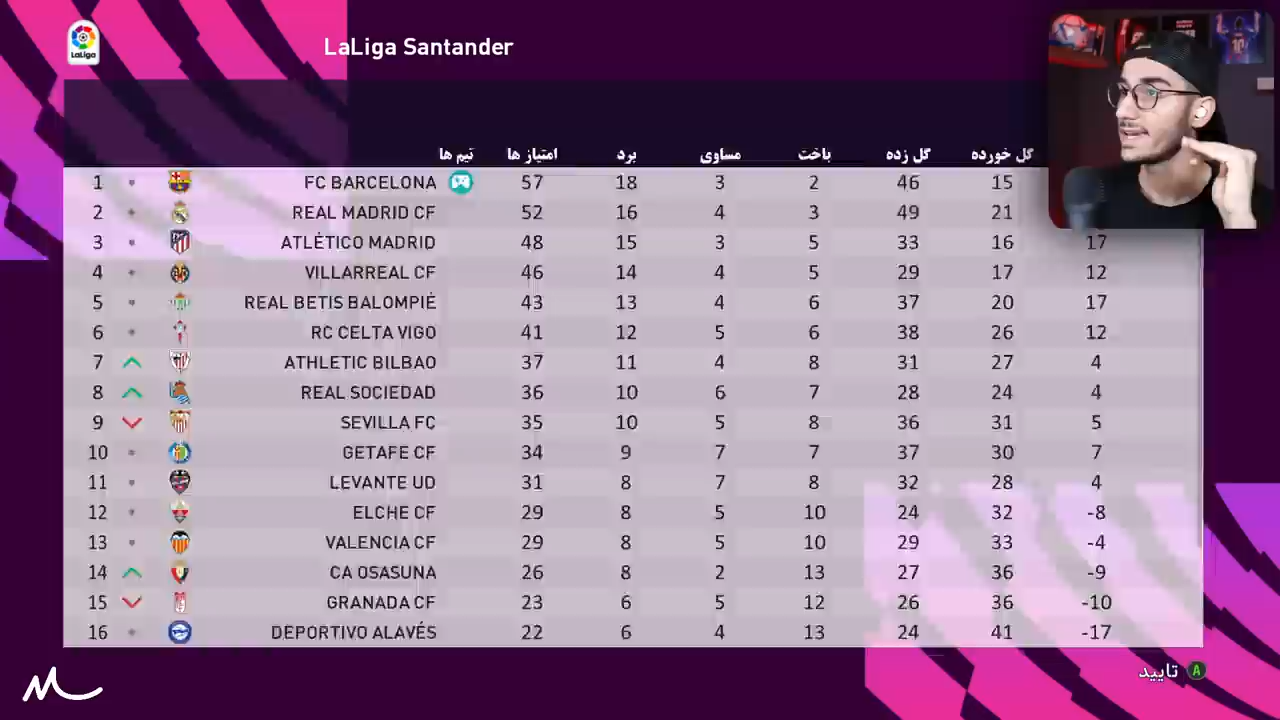 LaLiga
LaLiga Santander
تیم ها امتیاز ها برد مساوی باخت گل زده گل خورده
1 FC BARCELONA 57 18 3 2 46 15
2 REAL MADRID CF 52 16 4 3 49 21
3 ATLÉTICO MADRID 48 15 3 5 33 16 17
4 VILLARREAL CF 46 14 4 5 29 17 12
5 REAL BETIS BALOMPIÉ 43 13 4 6 37 20 17
6 RC CELTA VIGO 41 12 5 6 38 26 12
7 ATHLETIC BILBAO 37 11 4 8 31 27 4
8 REAL SOCIEDAD 36 10 6 7 28 24 4
9 SEVILLA FC 35 10 5 8 36 31 5
10 GETAFE CF 34 9 7 7 37 30 7
11 LEVANTE UD 31 8 7 8 32 28 4
12 ELCHE CF 29 8 5 10 24 32 -8
13 VALENCIA CF 29 8 5 10 29 33 -4
14 CA OSASUNA 26 8 2 13 27 36 -9
15 GRANADA CF 23 6 5 12 26 36 -10
16 DEPORTIVO ALAVÉS 22 6 4 13 24 41 -17
تایید A